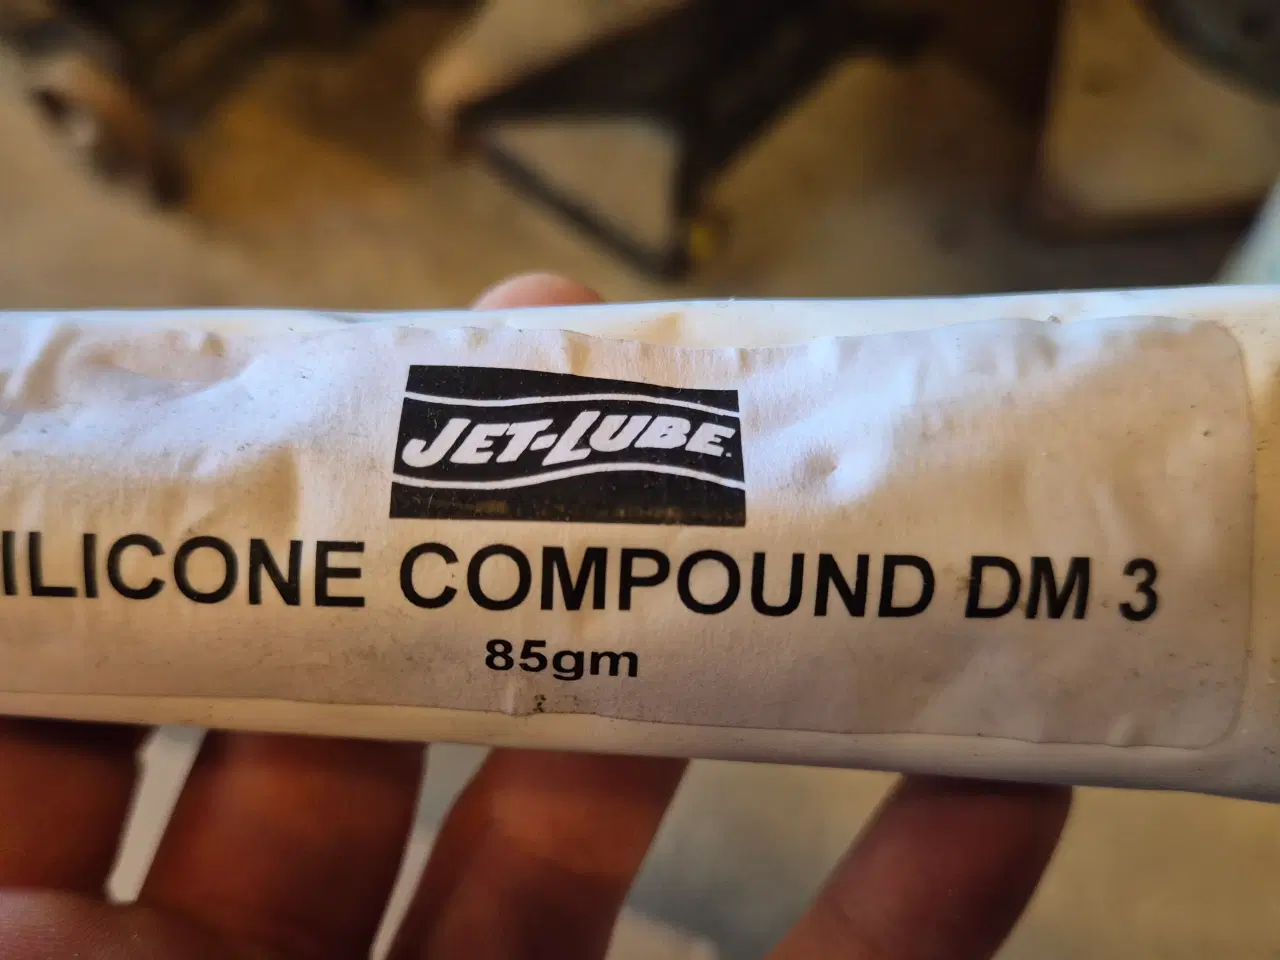 JET-LUBE.
ILICONE COMPOUND DM 3
85gm